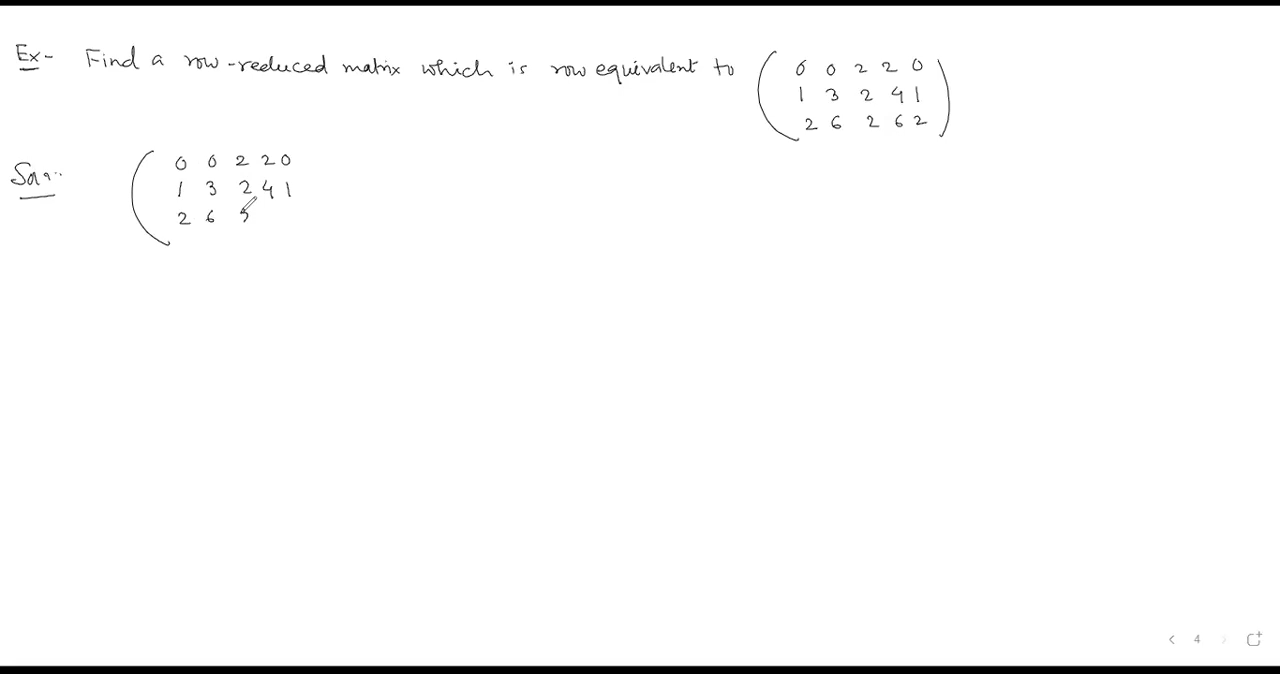 Ex- Find a row-reduced matrix which is row equivalent to
0 0 2 2 0
1 3 2 4 1
2 6 2 6 2
0 0 2 2 0
1 3 2 4 1
2 6
4